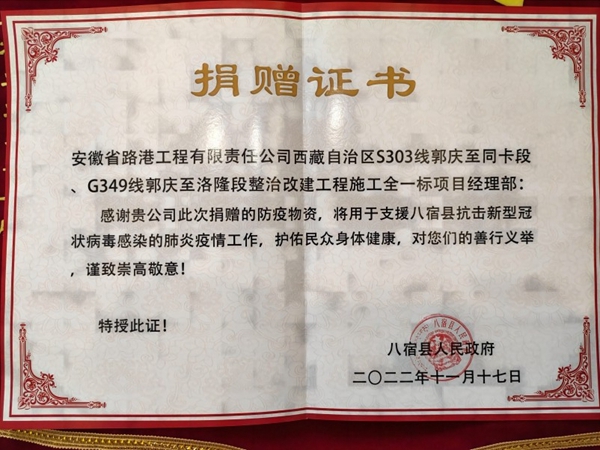 捐赠证书
安徽省路港工程有限责任公司西藏自治区S303线郭庆至同卡段
、G349线郭庆至洛隆段整治改建工程施工全一标项目经理部：
感谢贵公司此次捐赠的防疫物资，将用于支援八宿县抗击新型冠
状病毒感染的肺炎疫情工作，护佑民众身体健康，对您们的善行义举
，谨致崇高敬意！
特授此证！
八宿县人民政府
二〇二二年十一月十七日